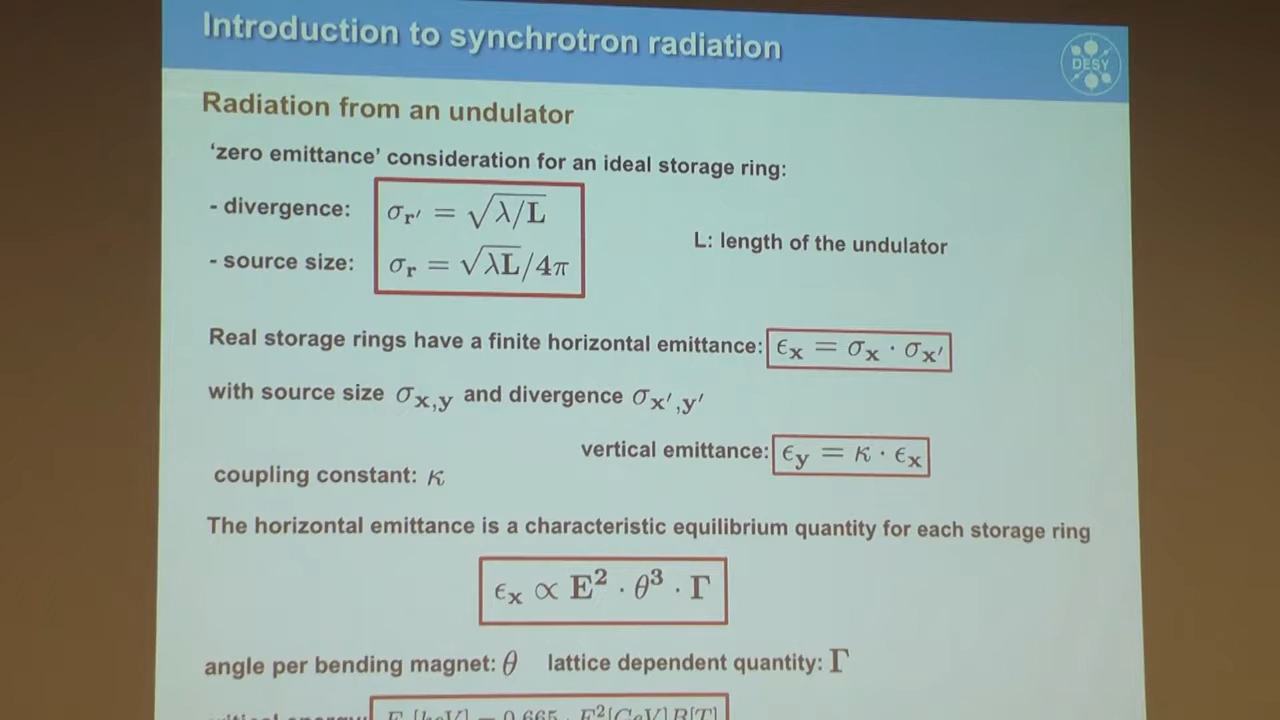 Introduction to synchrotron radiation
DESY
Radiation from an undulator
‘zero emittance’ consideration for an ideal storage ring:
- divergence: σ_r′ = √λ/L
L: length of the undulator
- source size: σ_r = √λL/4π
Real storage rings have a finite horizontal emittance: ϵ_x = σ_x · σ_x′
with source size σ_x,y and divergence σ_x′,y′
vertical emittance: ϵ_y = κ · ϵ_x
coupling constant: κ
The horizontal emittance is a characteristic equilibrium quantity for each storage ring
ϵ_x ∝ E² · θ³ · Γ
angle per bending magnet: θ lattice dependent quantity: Γ
[keV] = 0.665 · E²[GeV] B[T]